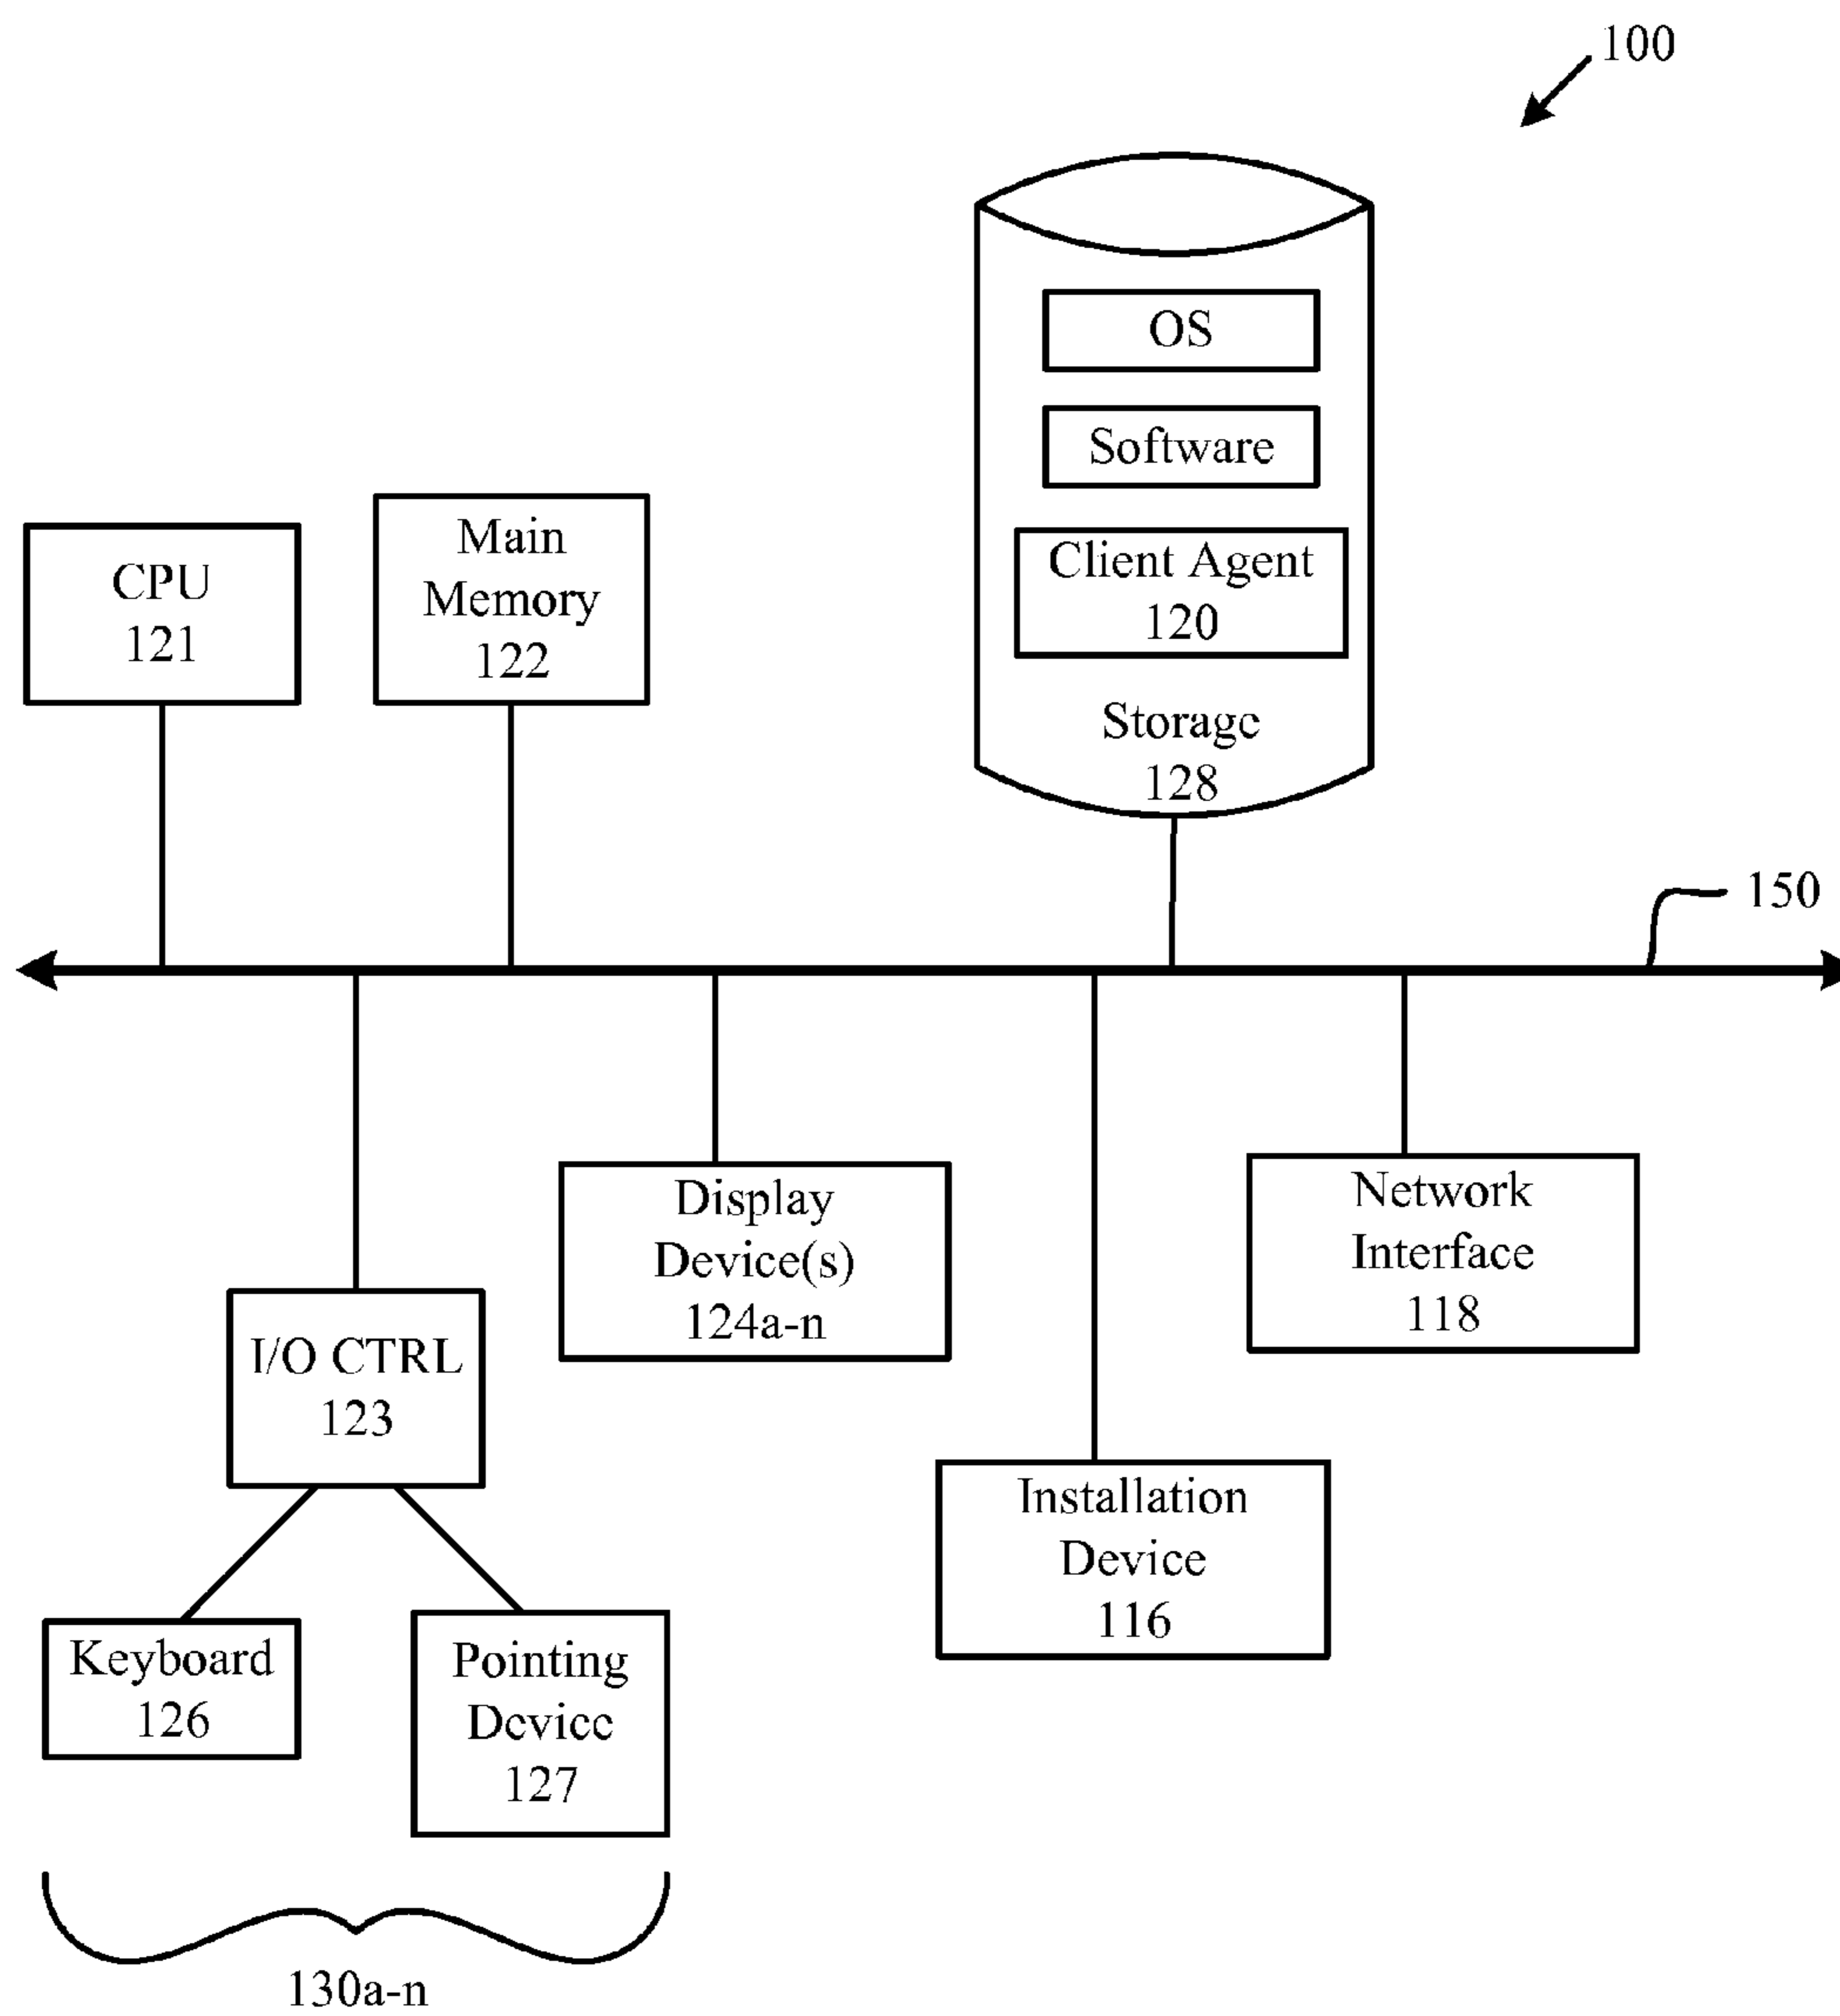 100
OS
Software
Client Agent
120
Storage
128
CPU
121
Main
Memory
122
150
Display
Device(s)
124a-n
Network
Interface
118
I/O CTRL
123
Installation
Device
116
Keyboard
126
Pointing
Device
127
130a-n